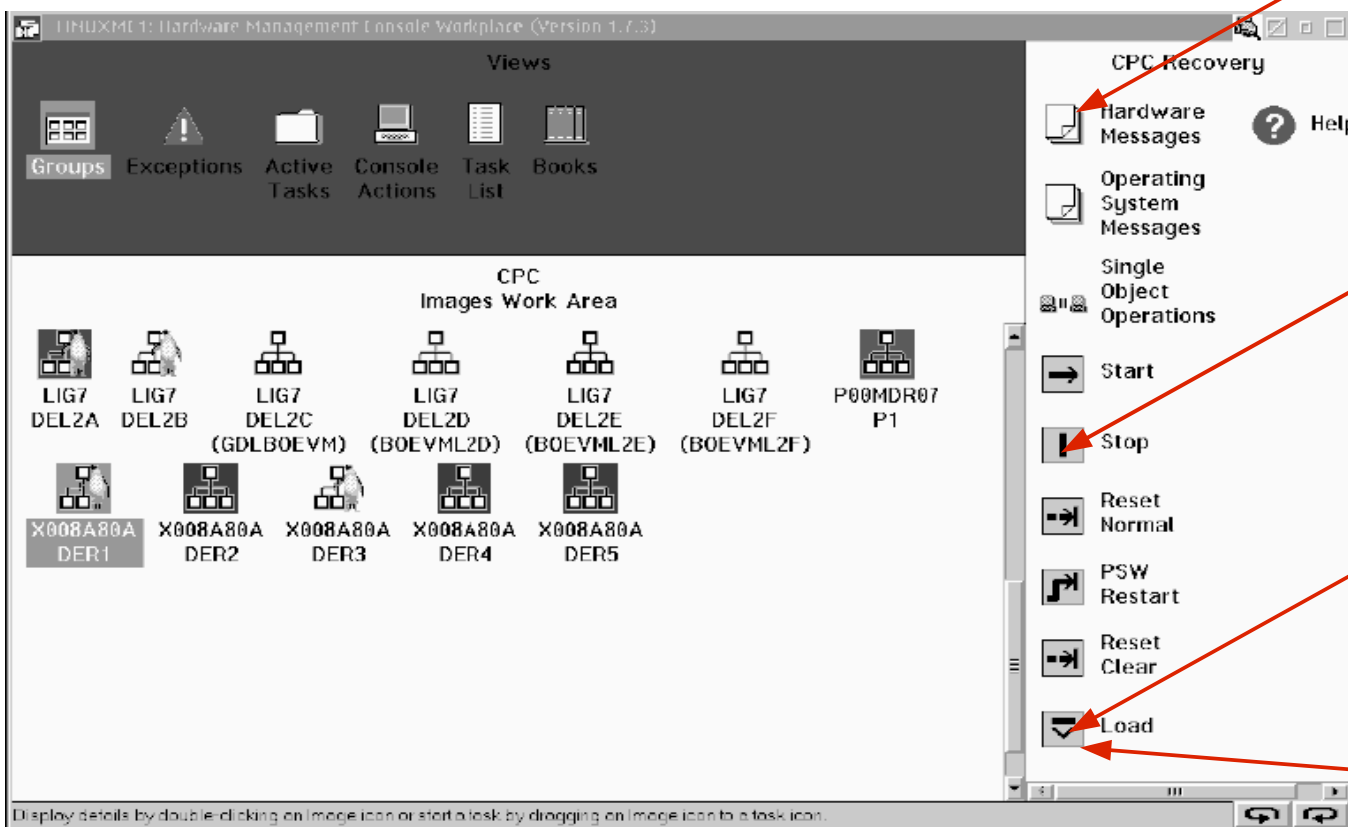 LINUXMC1: Hardware Management Console Workplace (Version 1.7.3)
Views
Groups
Exceptions
Active
Tasks
Console
Actions
Task
List
Books
CPC
Images Work Area
LIG7
DEL2A
LIG7
DEL2B
LIG7
DEL2C
(GDLBOEVM)
LIG7
DEL2D
(BOEVML2D)
LIG7
DEL2E
(BOEVML2E)
LIG7
DEL2F
(BOEVML2F)
P00MDR07
P1
X008A80A
DER1
X008A80A
DER2
X008A80A
DER3
X008A80A
DER4
X008A80A
DER5
CPC Recovery
Hardware
Messages
Help
Operating
System
Messages
Single
Object
Operations
Start
Stop
Reset
Normal
PSW
Restart
Reset
Clear
Load
Display details by double-clicking on Image icon or start a task by dragging an Image icon to a task icon.